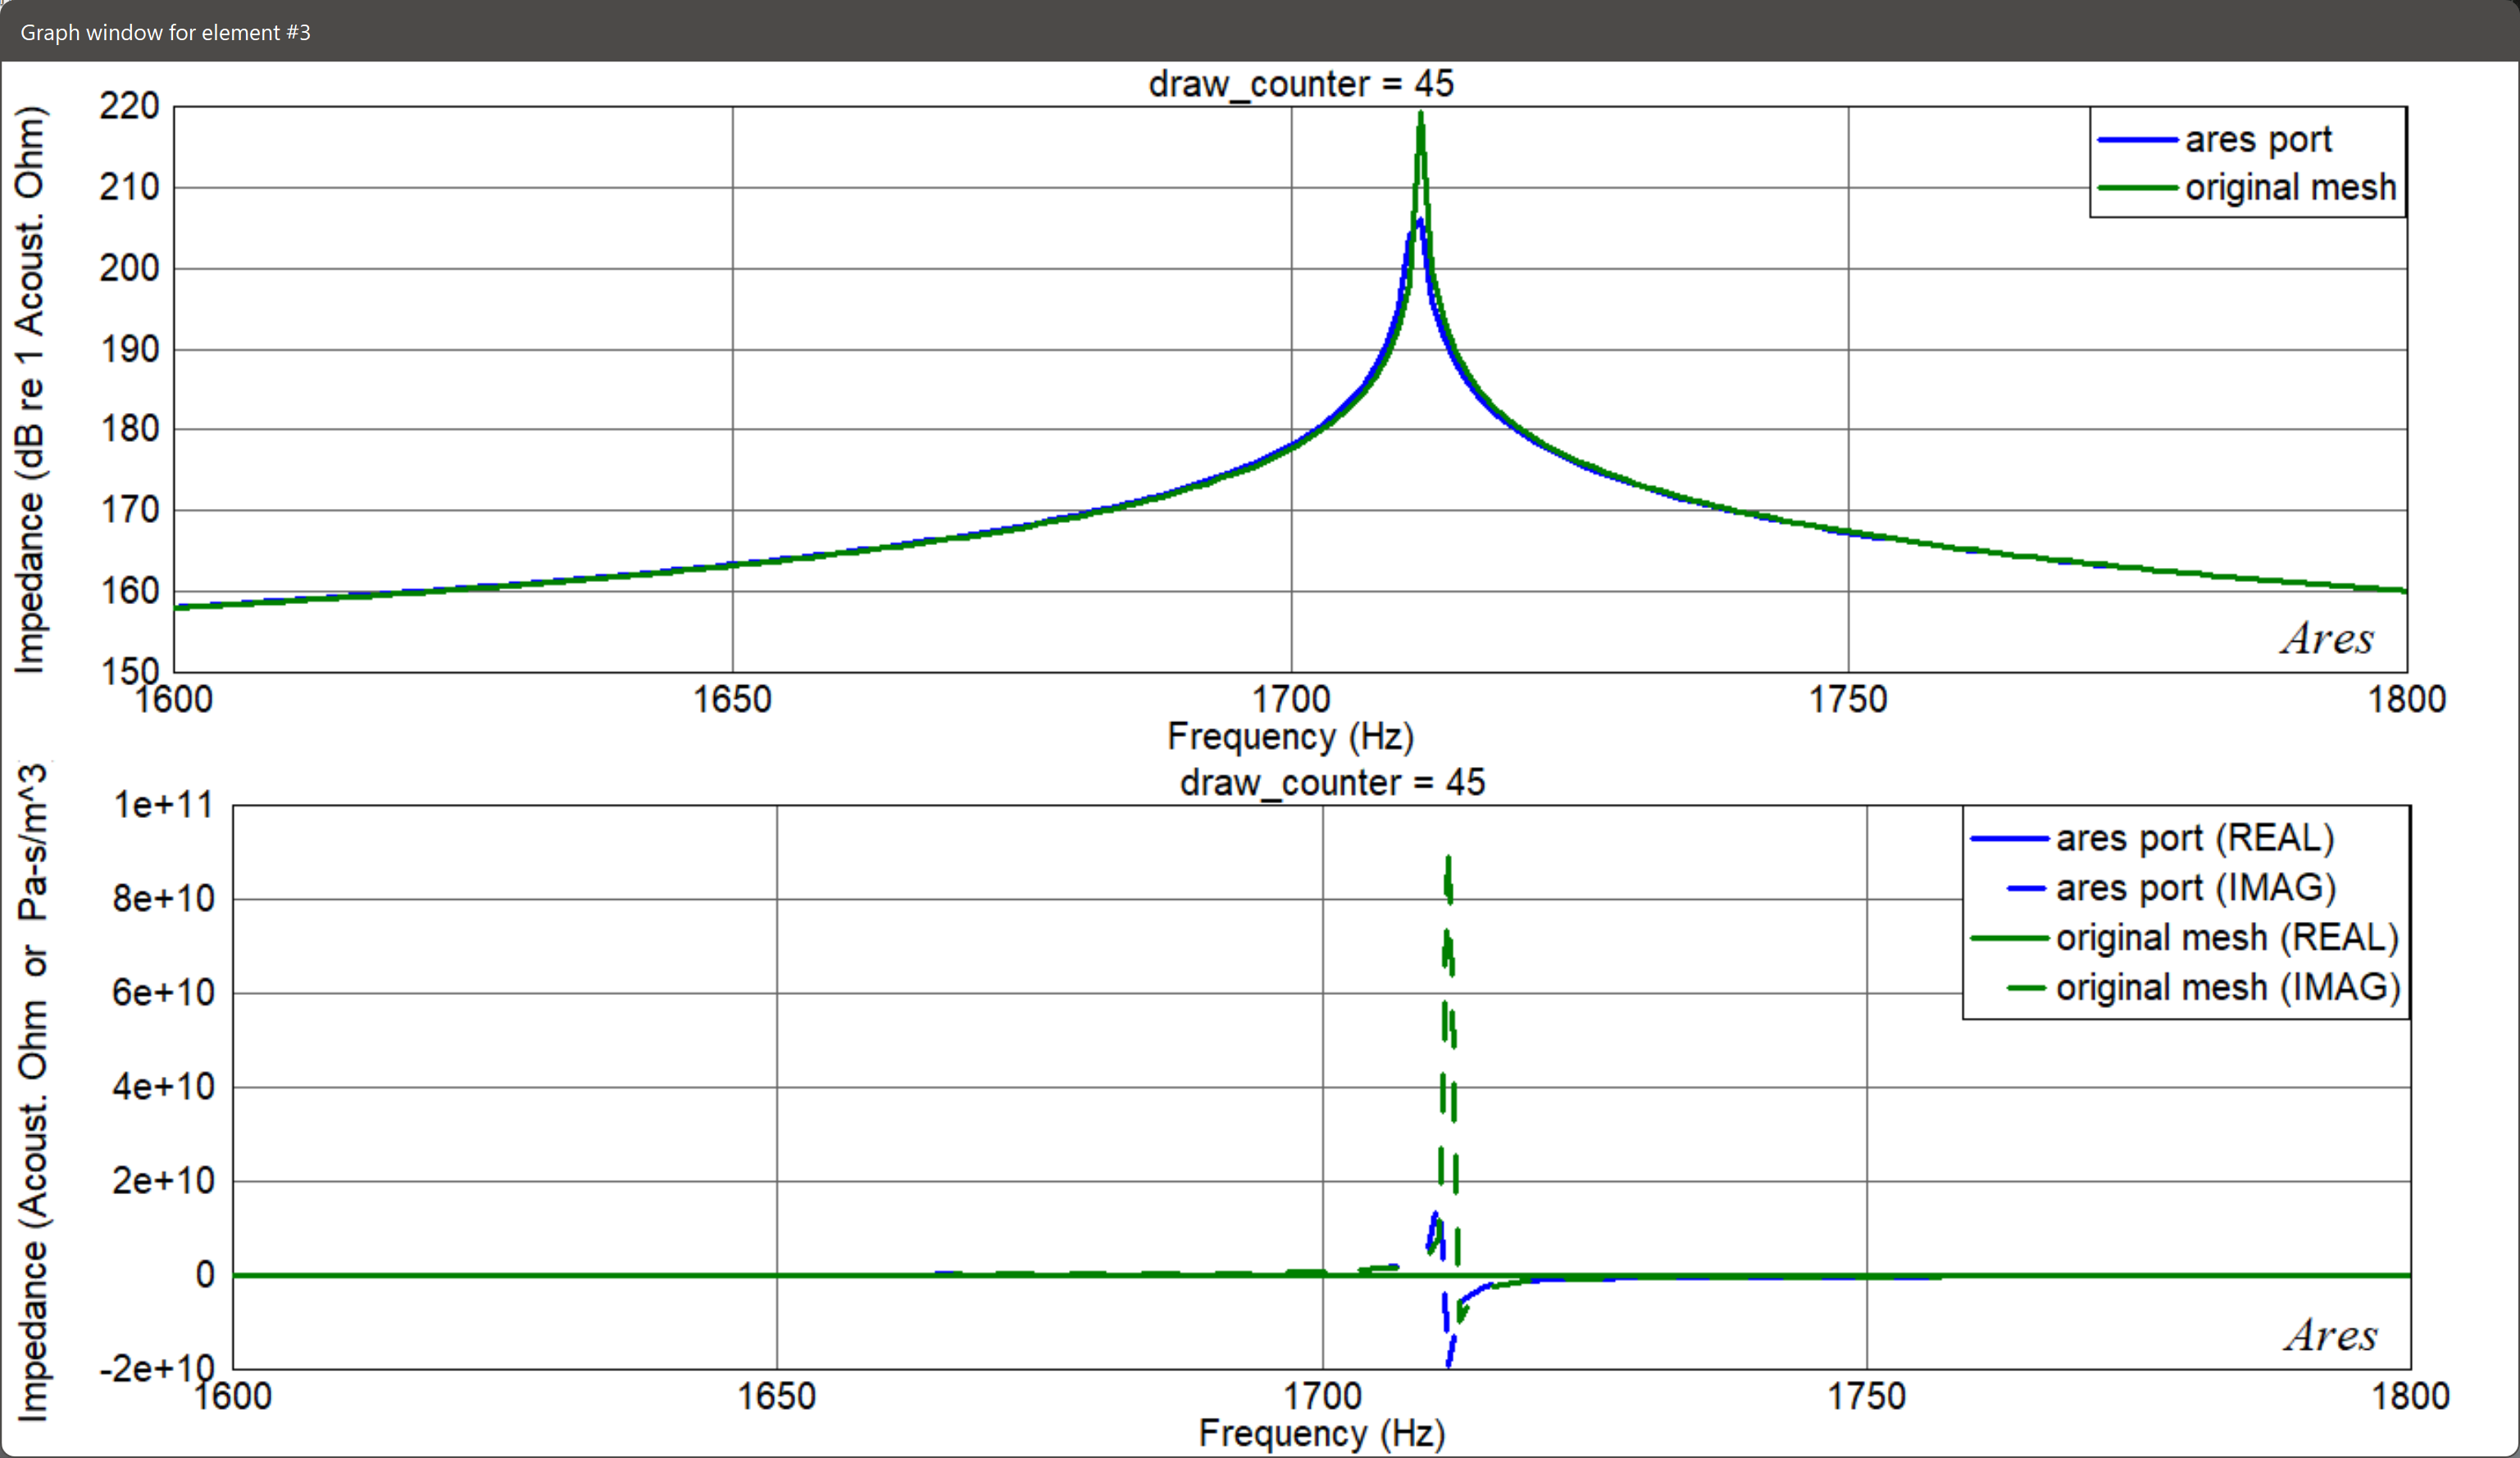 Graph window for element #3
draw_counter = 45
Impedance (dB re 1 Acoust. Ohm)
220
210
200
190
180
170
160
150
ares port
original mesh
Ares
1600
1650
1700
1750
1800
Frequency (Hz)
draw_counter = 45
Impedance (Acoust. Ohm or Pa-s/m^3
1e+11
8e+10
6e+10
4e+10
2e+10
0
-2e+10
ares port (REAL)
ares port (IMAG)
original mesh (REAL)
original mesh (IMAG)
Ares
1600
1650
1700
1750
1800
Frequency (Hz)